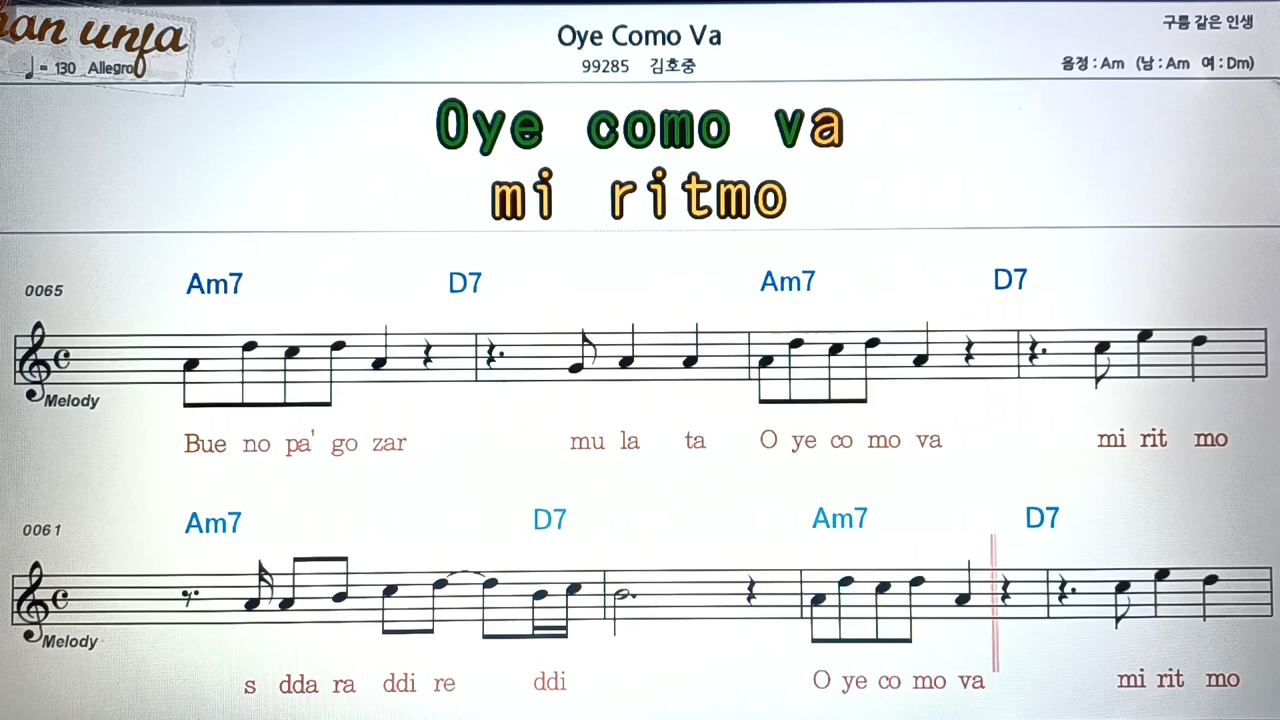 han unfa
Oye Como Va
구름 같은 인생
♩= 130 Allegro
99285 김호중
음정 : Am (남 : Am 여 : Dm)
Oye como va
mi ritmo
0065 Am7 D7 Am7 D7
Melody
Bue no pa' go zar mu la ta O ye co mo va mi rit mo
0061 Am7 D7 Am7 D7
Melody
s dda ra ddi re ddi O ye co mo va mi rit mo